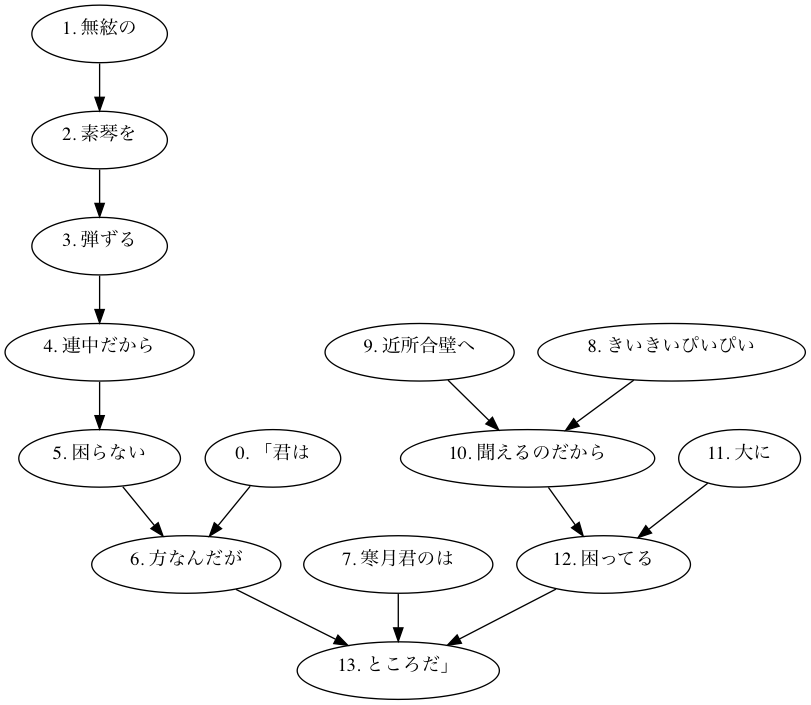 1. 無絃の
2. 素琴を
3. 弾ずる
4. 連中だから
9. 近所合壁へ
8. きいきいぴいぴい
5. 困らない
0. 「君は
10. 聞えるのだから
11. 大に
6. 方なんだが
7. 寒月君のは
12. 困ってる
13. ところだ」